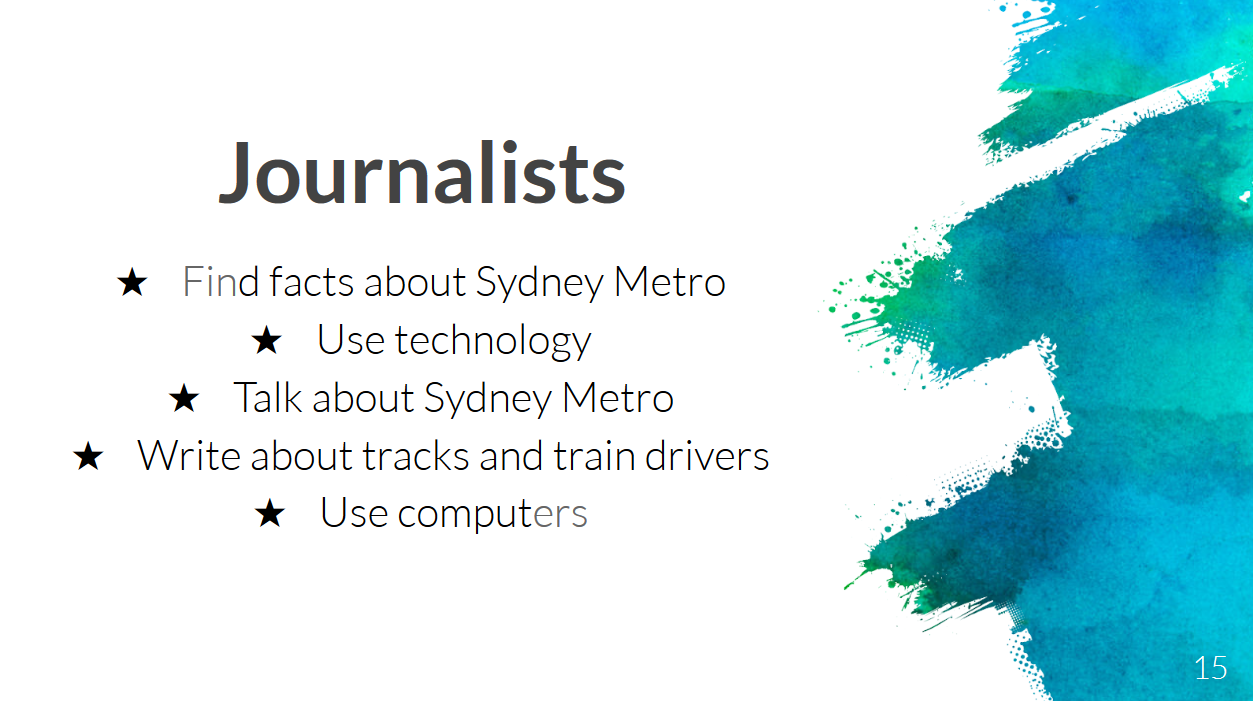 Journalists
★ Find facts about Sydney Metro
★ Use technology
★ Talk about Sydney Metro
★ Write about tracks and train drivers
★ Use computers
15